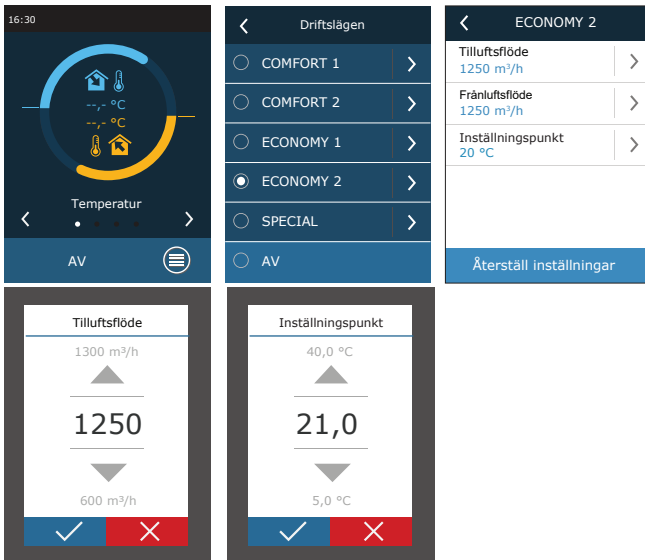 16:30
--,- °C
--,- °C
Temperatur
AV
Driftslägen
COMFORT 1
COMFORT 2
ECONOMY 1
ECONOMY 2
SPECIAL
AV
ECONOMY 2
Tilluftsflöde
1250 m³/h
Frånluftsflöde
1250 m³/h
Inställningspunkt
20 °C
Återställ inställningar
Tilluftsflöde
1300 m³/h
1250
600 m³/h
Inställningspunkt
40,0 °C
21,0
5,0 °C